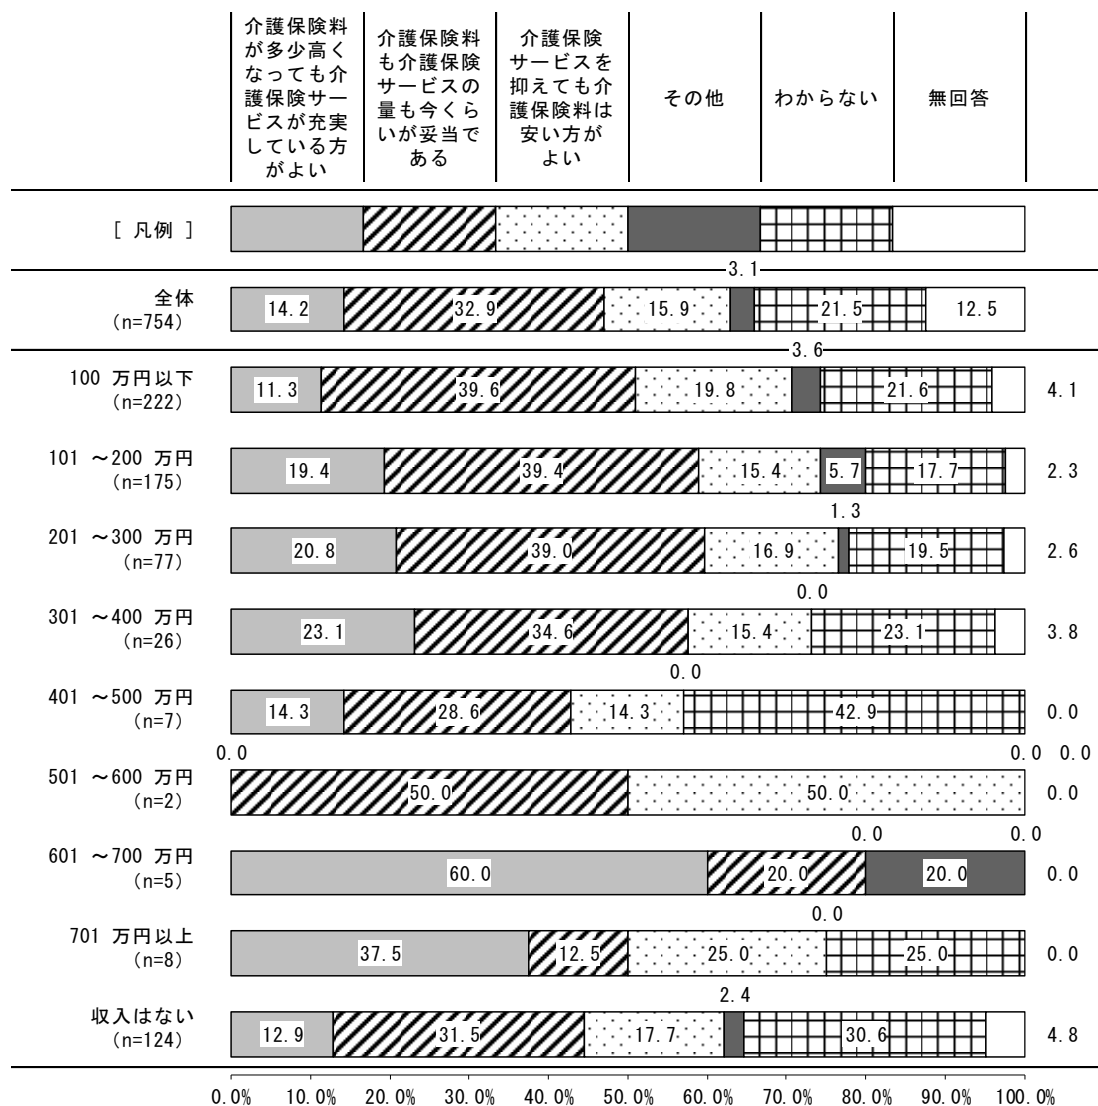 介護保険料
が多少高く
なっても介
護保険サー
ビスが充実
している方
がよい
介護保険料
も介護保険
サービスの
量も今くら
いが妥当で
ある
介護保険
サービスを
抑えても介
護保険料は
安い方が
よい
その他
わからない
無回答
[ 凡例 ]
3.1
全体
(n=754)
14.2 32.9 15.9 21.5 12.5
3.6
100 万円以下
(n=222)
11.3 39.6 19.8 21.6 4.1
101 ～200 万円
(n=175)
19.4 39.4 15.4 5.7 17.7 2.3
1.3
201 ～300 万円
(n=77)
20.8 39.0 16.9 19.5 2.6
0.0
301 ～400 万円
(n=26)
23.1 34.6 15.4 23.1 3.8
0.0
401 ～500 万円
(n=7)
14.3 28.6 14.3 42.9 0.0
0.0 0.0 0.0
501 ～600 万円
(n=2)
50.0 50.0 0.0
0.0 0.0
601 ～700 万円
(n=5)
60.0 20.0 20.0 0.0
0.0
701 万円以上
(n=8)
37.5 12.5 25.0 25.0 0.0
2.4
収入はない
(n=124)
12.9 31.5 17.7 30.6 4.8
0.0% 10.0% 20.0% 30.0% 40.0% 50.0% 60.0% 70.0% 80.0% 90.0% 100.0%